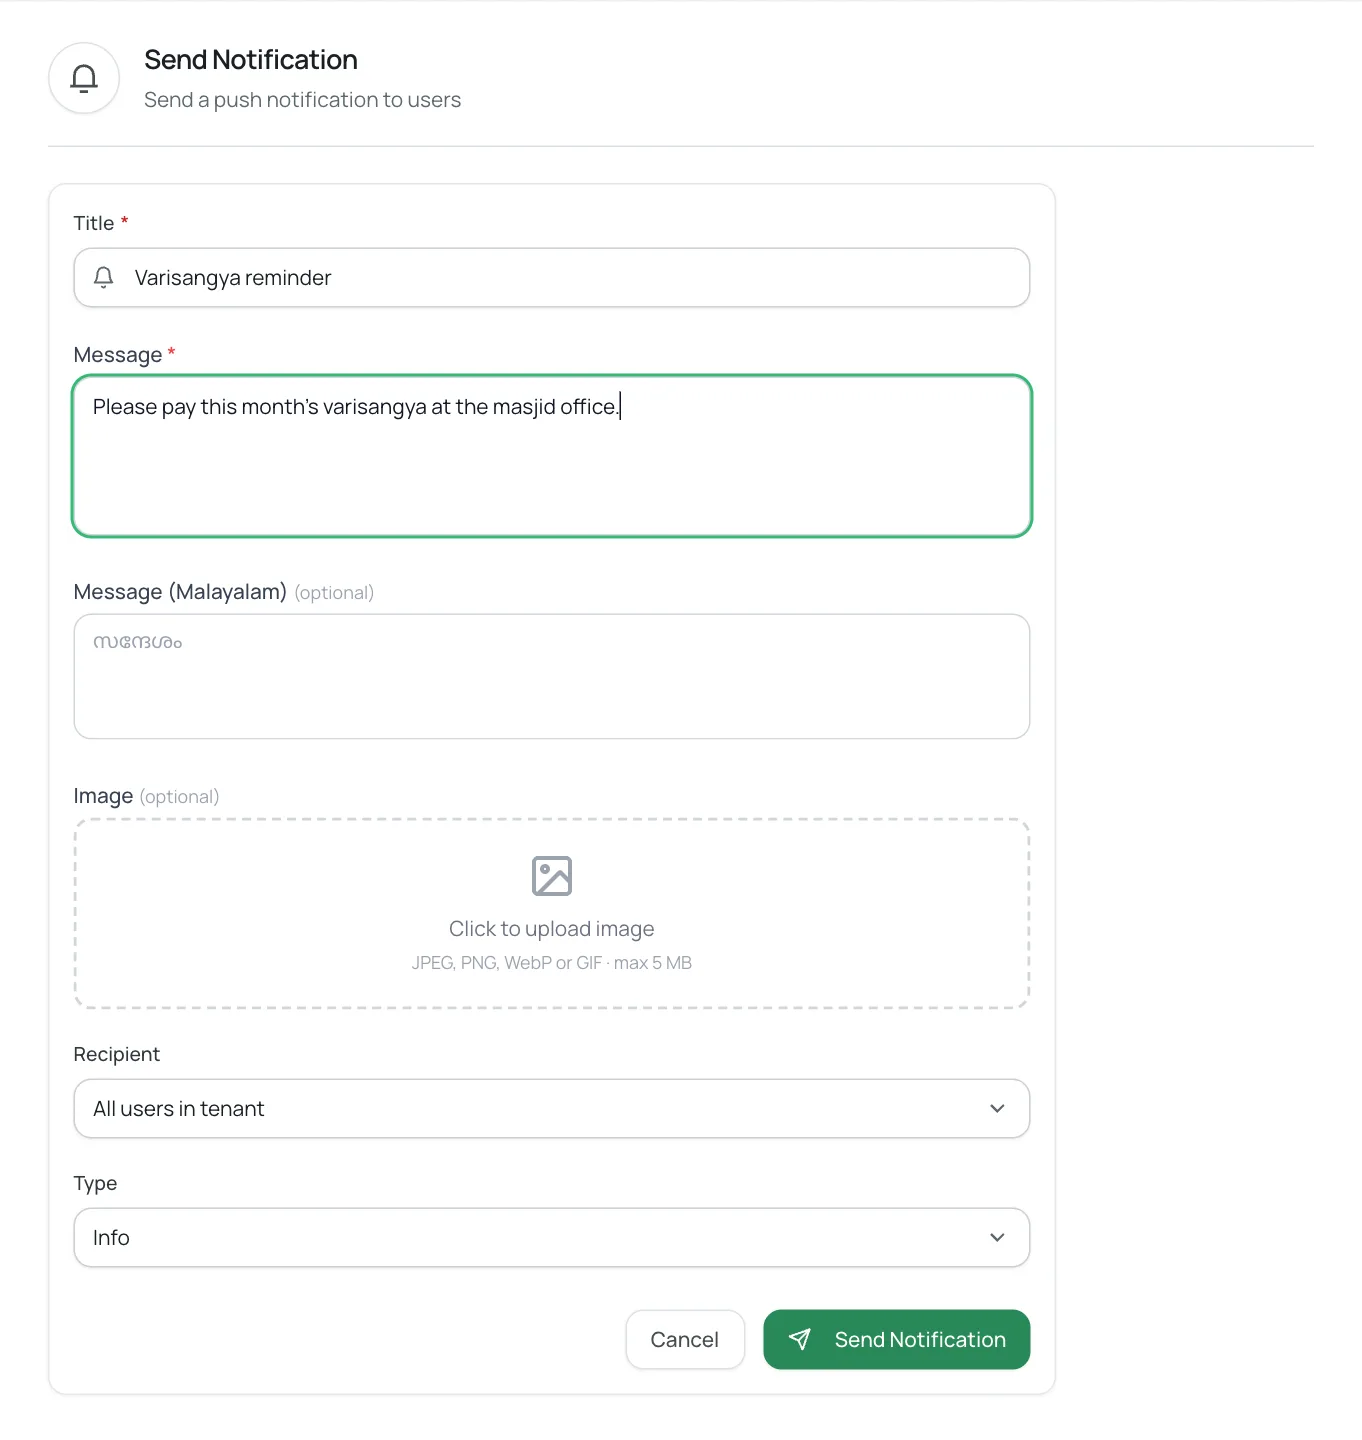 Send Notification
Send a push notification to users
Title *
Varisangya reminder
Message *
Please pay this month's varisangya at the masjid office.
Message (Malayalam) (optional)
സന്ദേശം
Image (optional)
Click to upload image
JPEG, PNG, WebP or GIF · max 5 MB
Recipient
All users in tenant
Type
Info
Cancel
Send Notification